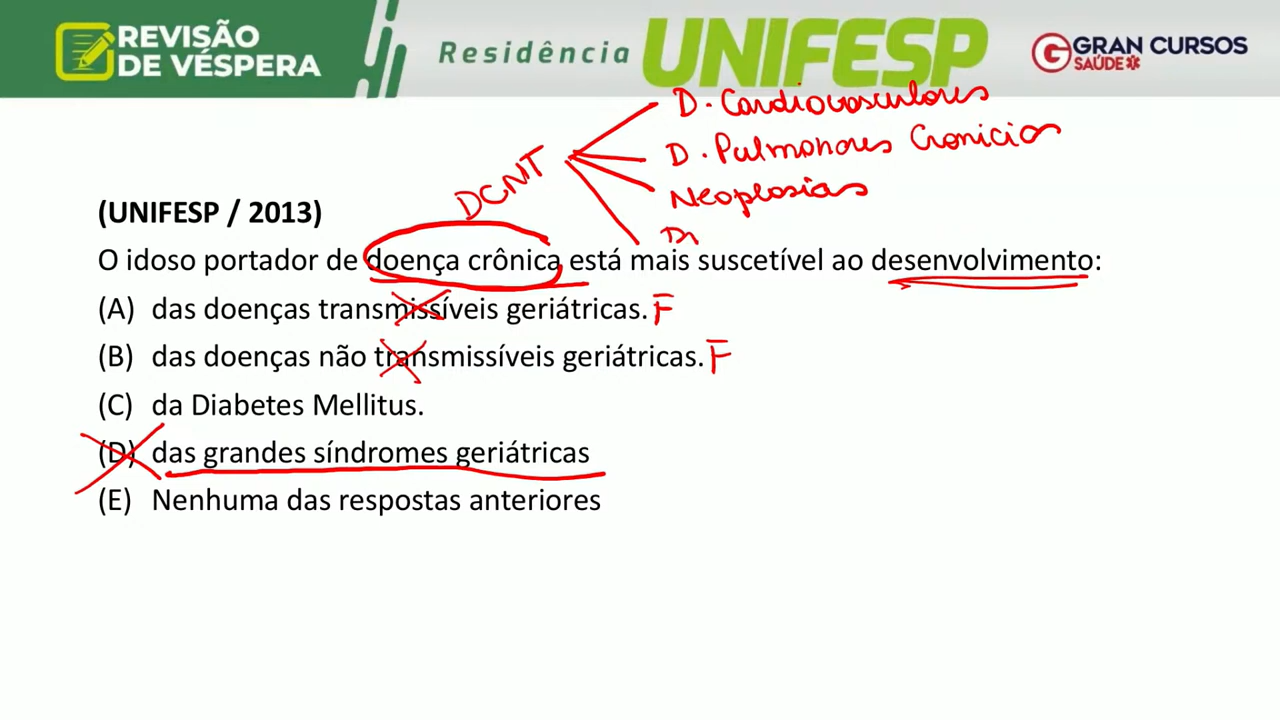 REVISÃO
DE VÉSPERA
Residência UNIFESP
GRAN CURSOS
SAÚDE
D. Cardiovasculares
D. Pulmonares Cronicias
DCNT
Neoplasias
(UNIFESP / 2013)
O idoso portador de doença crônica está mais suscetível ao desenvolvimento:
(A) das doenças transmissíveis geriátricas. F
(B) das doenças não transmissíveis geriátricas. F
(C) da Diabetes Mellitus.
(D) das grandes síndromes geriátricas
(E) Nenhuma das respostas anteriores